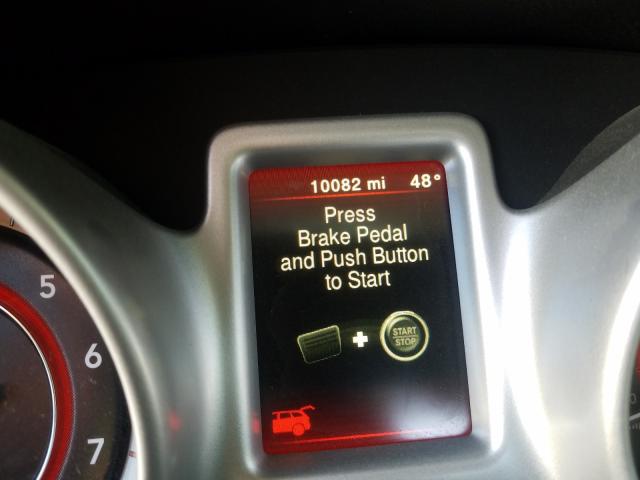 10082 mi 48°
Press
Brake Pedal
and Push Button
to Start
START
STOP
5
6
7